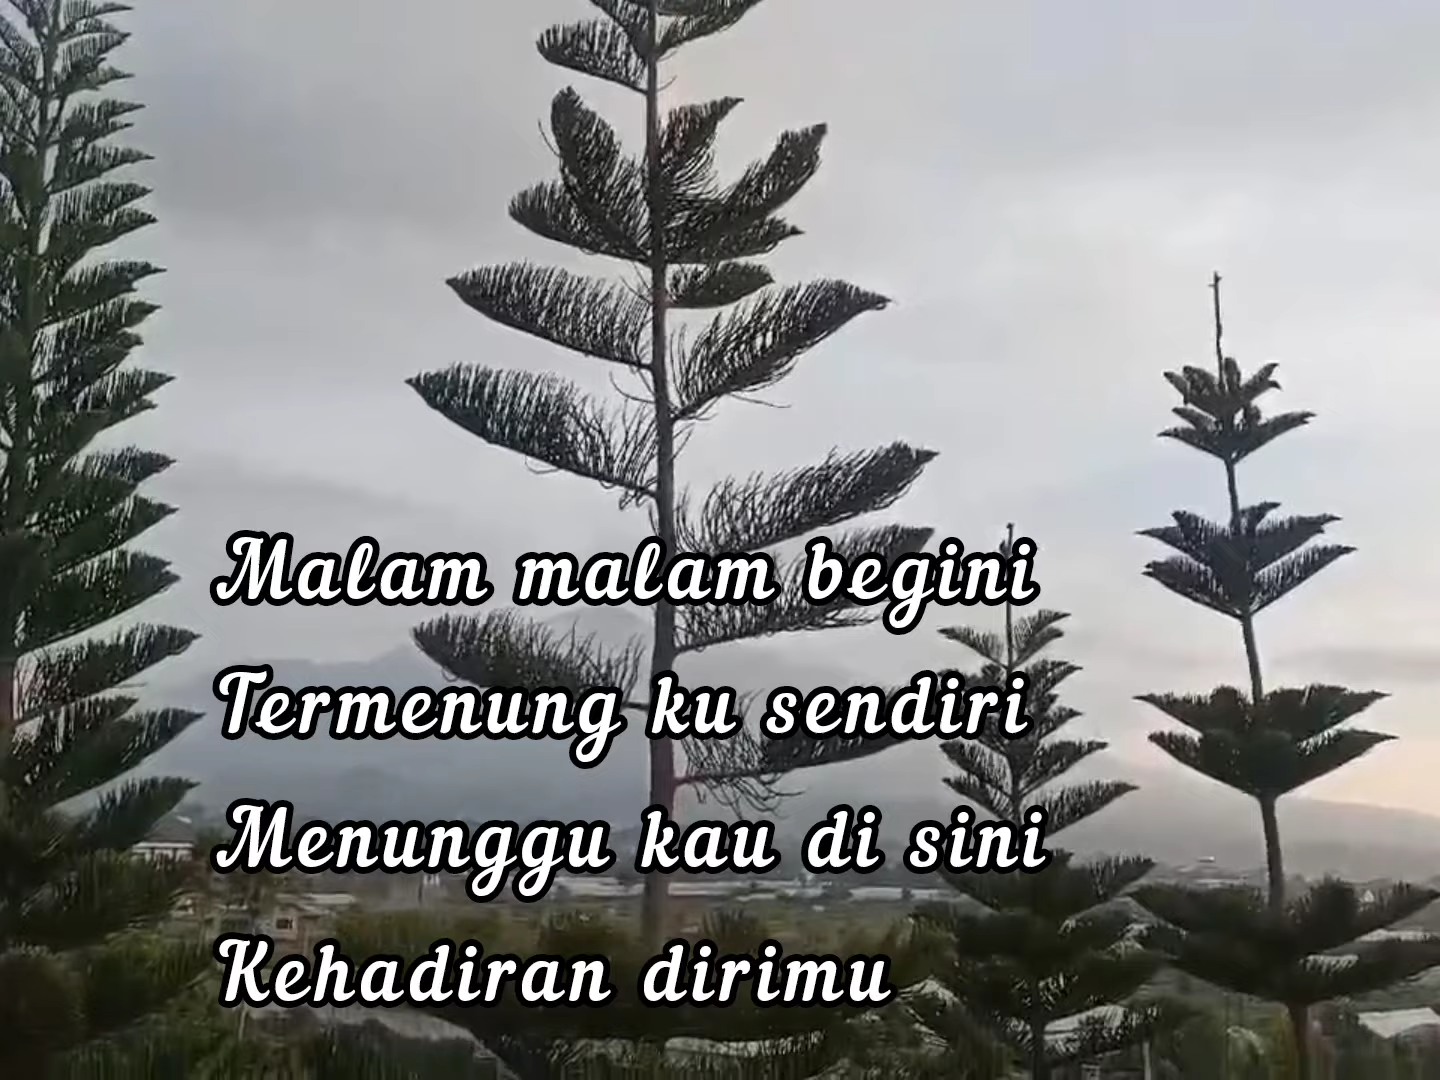 Malam malam begini
Termenung ku sendiri
Menunggu kau di sini
Kehadiran dirimu